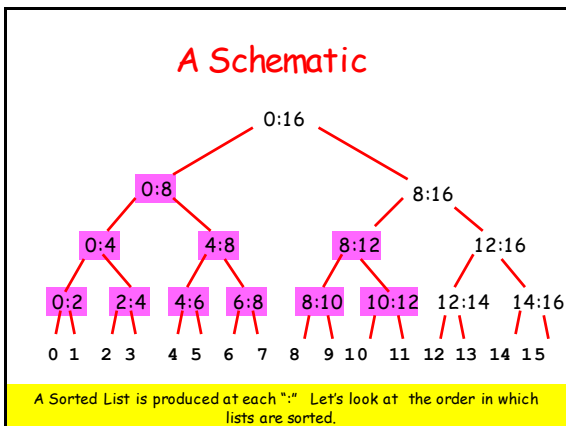 A Schematic
0:16
0:8 8:16
0:4 4:8 8:12 12:16
0:2 2:4 4:6 6:8 8:10 10:12 12:14 14:16
0 1 2 3 4 5 6 7 8 9 10 11 12 13 14 15
A Sorted List is produced at each “:” Let’s look at the order in which
lists are sorted.